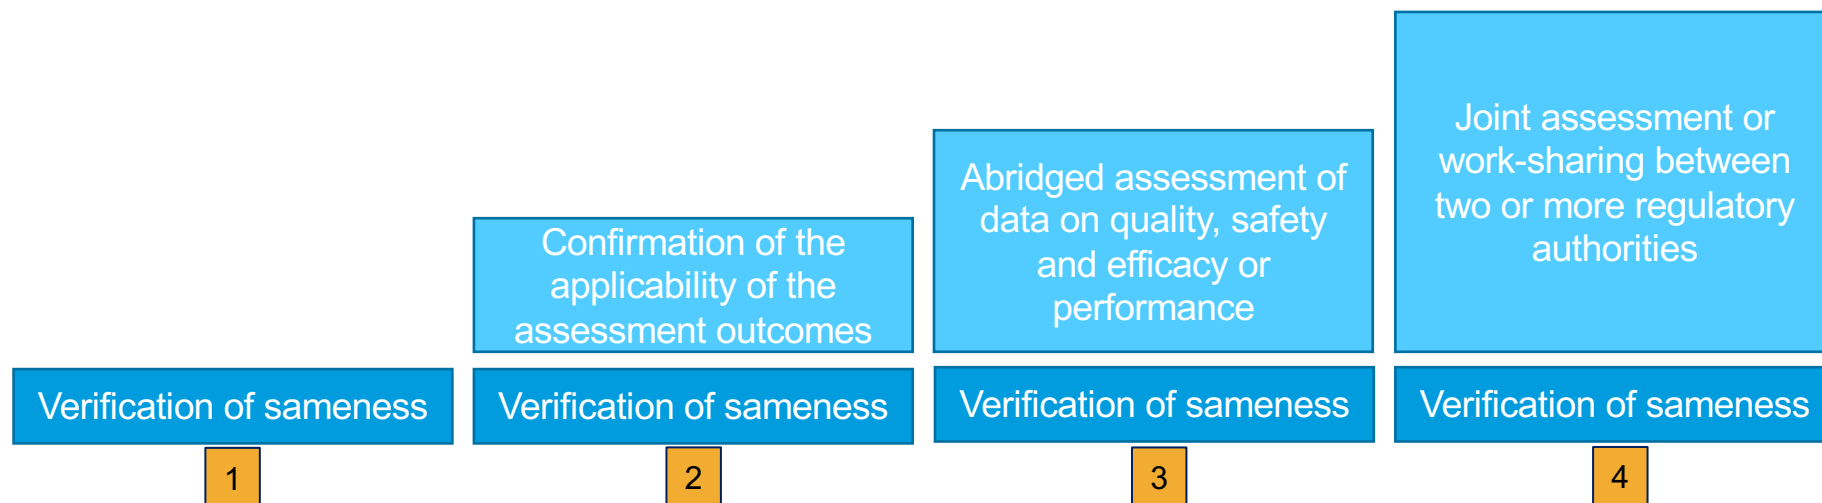 Verification of sameness
1
Confirmation of the
applicability of the
assessment outcomes
Verification of sameness
2
Abridged assessment of
data on quality, safety
and efficacy or
performance
Verification of sameness
3
Joint assessment or
work-sharing between
two or more regulatory
authorities
Verification of sameness
4